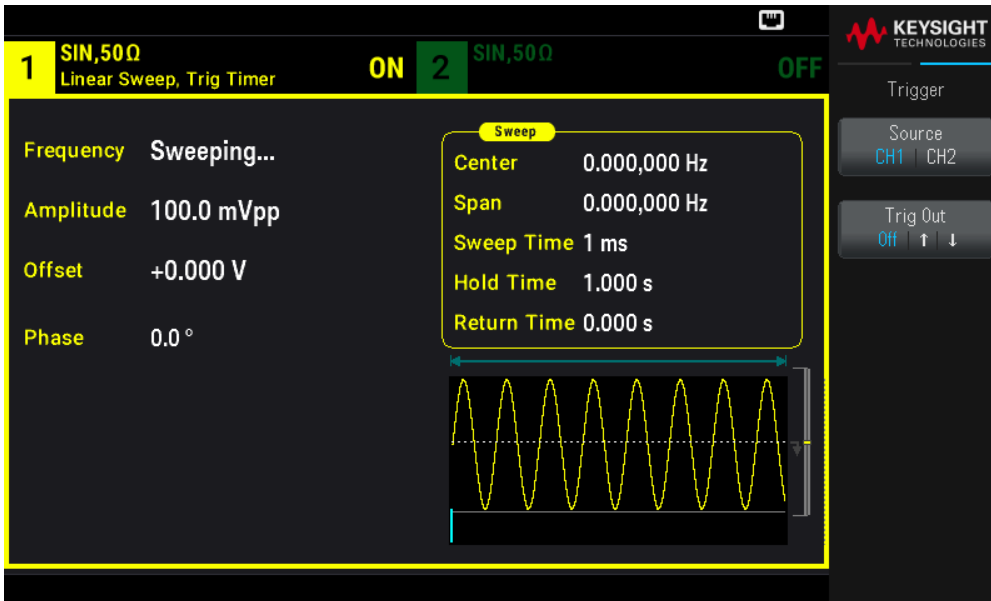 1
SIN,50Ω
Linear Sweep, Trig Timer
ON
2
SIN,50Ω
OFF
KEYSIGHT
TECHNOLOGIES
Trigger
Source
CH1 | CH2
Trig Out
Off | ↑ | ↓
Frequency Sweeping...
Amplitude 100.0 mVpp
Offset +0.000 V
Phase 0.0 °
Sweep
Center 0.000,000 Hz
Span 0.000,000 Hz
Sweep Time 1 ms
Hold Time 1.000 s
Return Time 0.000 s